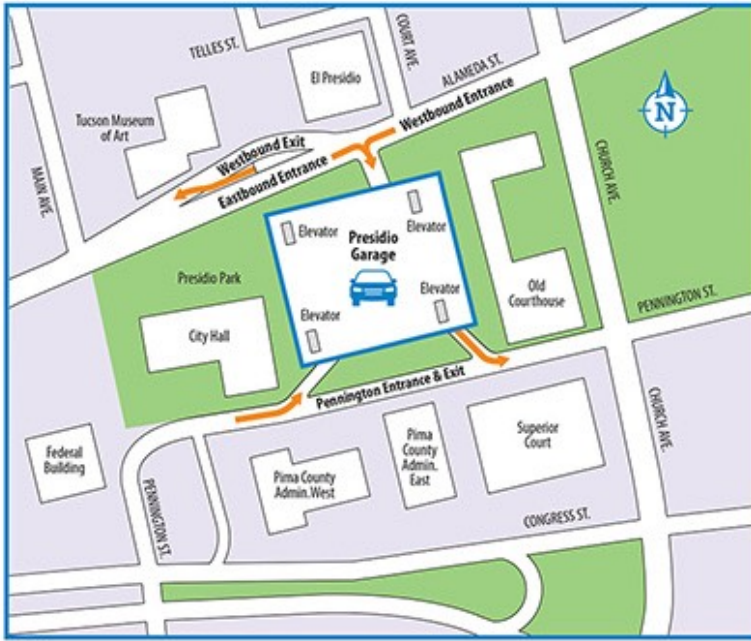 TELLES ST.
COURT AVE.
El Presidio
ALAMEDA ST.
Tucson Museum
of Art
Westbound Exit
Westbound Entrance
Eastbound Entrance
N
MAIN AVE.
CHURCH AVE.
Elevator
Elevator
Presidio
Garage
Presidio Park
Old
Courthouse
PENNINGTON ST.
Elevator
Elevator
City Hall
Pennington Entrance & Exit
CHURCH AVE.
Federal
Building
Pima
County
Admin.
East
Superior
Court
Pima County
Admin. West
PENNINGTON ST.
CONGRESS ST.